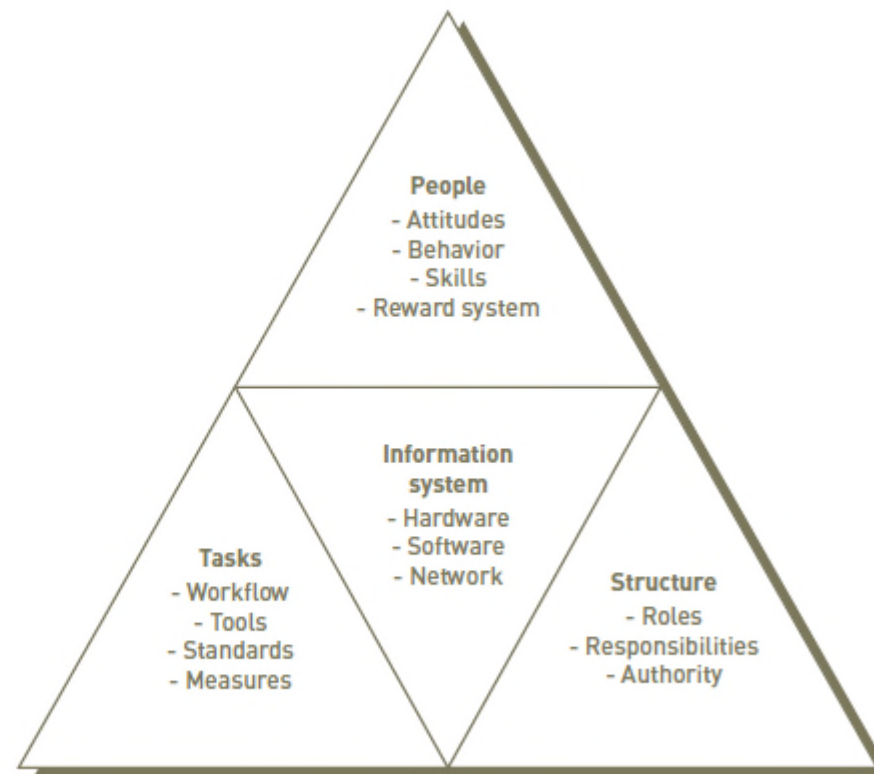 People
- Attitudes
- Behavior
- Skills
- Reward system
Information
system
- Hardware
- Software
- Network
Tasks
- Workflow
- Tools
- Standards
- Measures
Structure
- Roles
- Responsibilities
- Authority